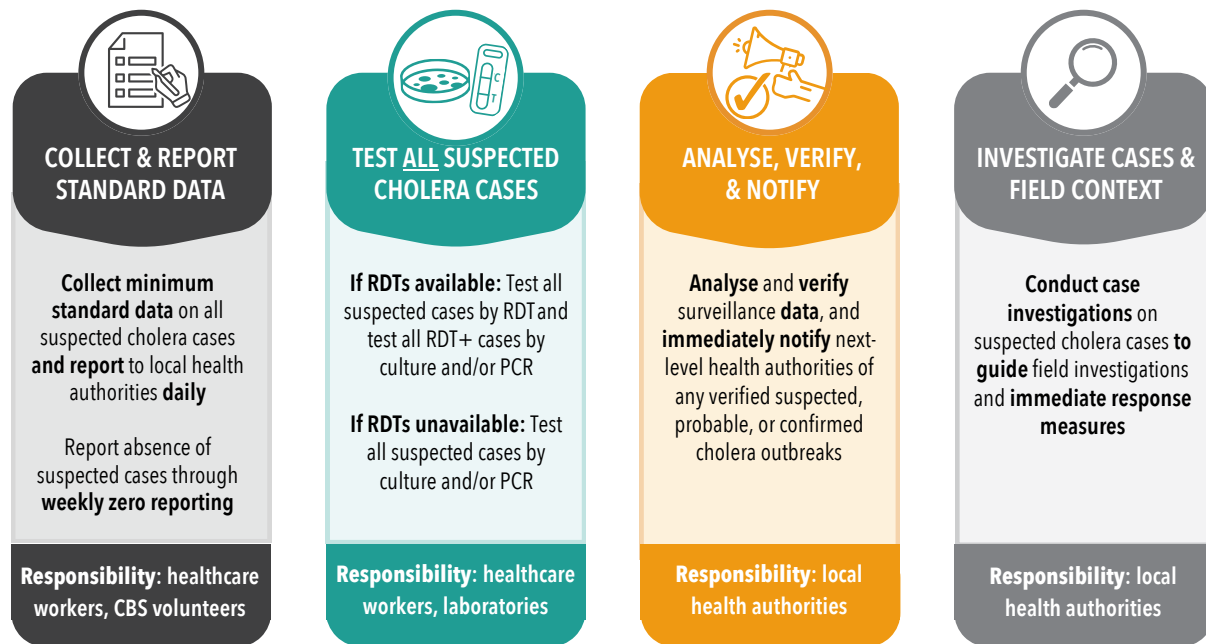 COLLECT & REPORT
STANDARD DATA
Collect minimum
standard data on all
suspected cholera cases
and report to local health
authorities daily
Report absence of
suspected cases through
weekly zero reporting
Responsibility: healthcare
workers, CBS volunteers
C
T
TEST ALL SUSPECTED
CHOLERA CASES
If RDTs available: Test all
suspected cases by RDT and
test all RDT+ cases by
culture and/or PCR
If RDTs unavailable: Test
all suspected cases by
culture and/or PCR
Responsibility: healthcare
workers, laboratories
ANALYSE, VERIFY,
& NOTIFY
Analyse and verify
surveillance data, and
immediately notify next-
level health authorities of
any verified suspected,
probable, or confirmed
cholera outbreaks
Responsibility: local
health authorities
INVESTIGATE CASES &
FIELD CONTEXT
Conduct case
investigations on
suspected cholera cases to
guide field investigations
and immediate response
measures
Responsibility: local
health authorities